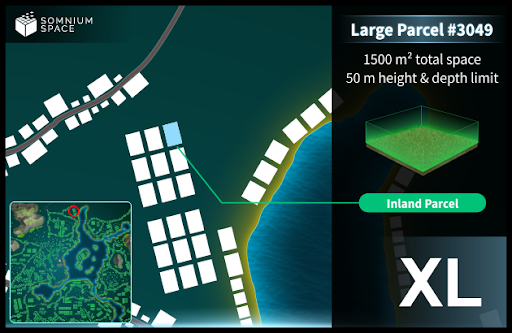 SOMNIUM
SPACE
Large Parcel #3049
1500 m² total space
50 m height & depth limit
Inland Parcel
XL